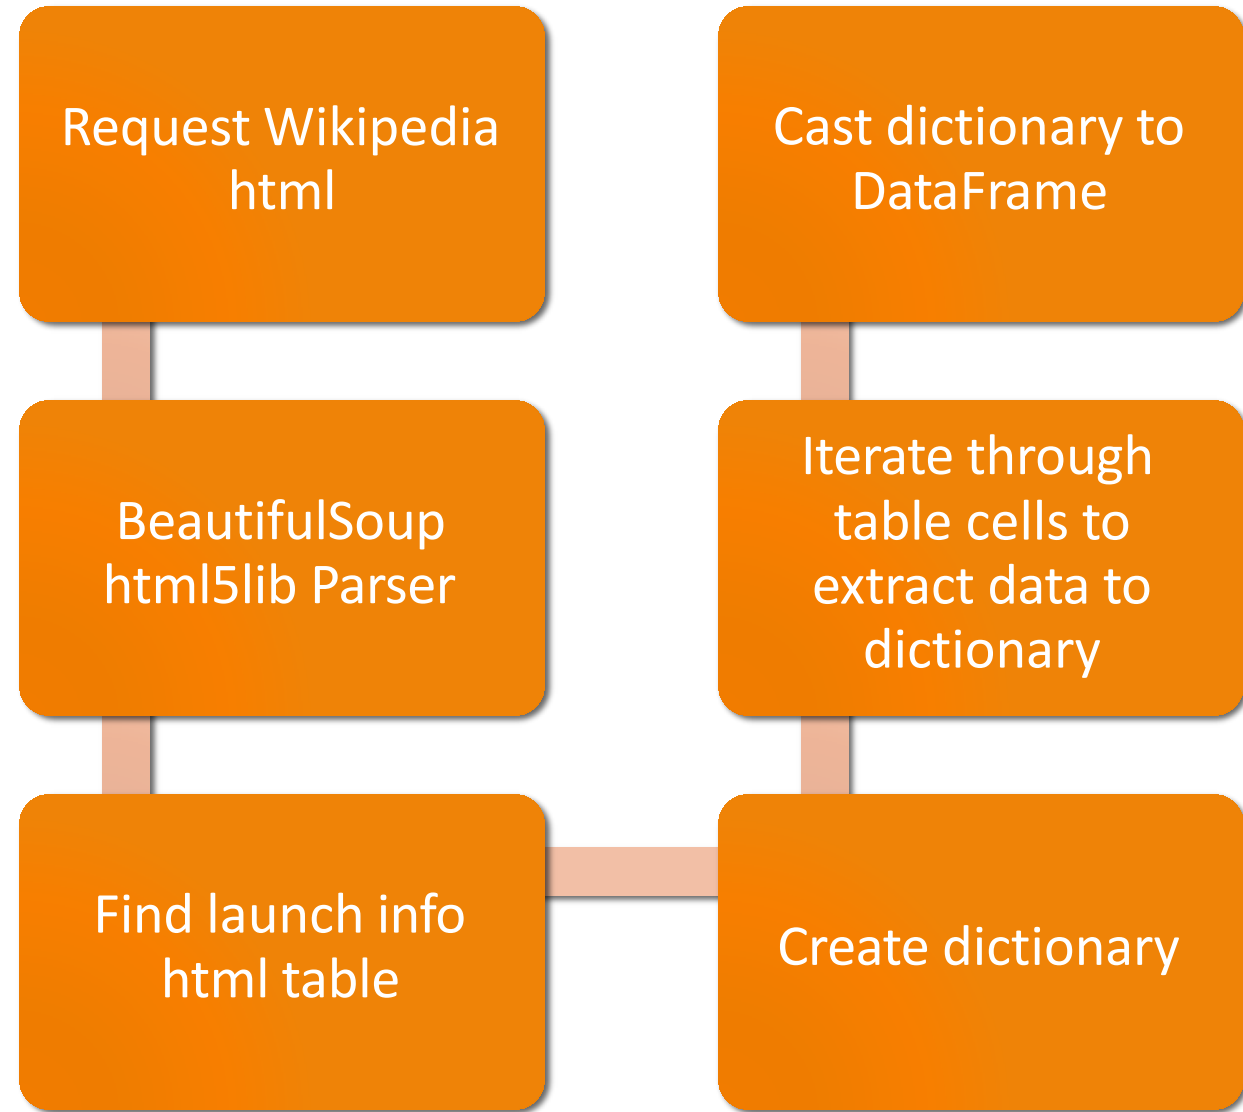 Request Wikipedia
html
BeautifulSoup
html5lib Parser
Find launch info
html table
Create dictionary
Iterate through
table cells to
extract data to
dictionary
Cast dictionary to
DataFrame